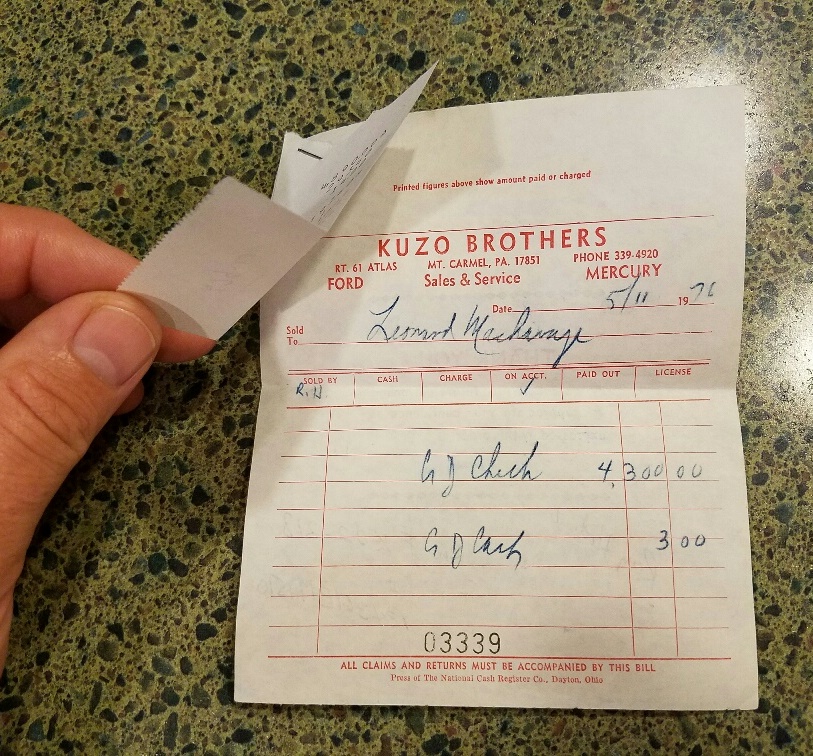 Printed figures above show amount paid or charged
KUZO BROTHERS
RT. 61 ATLAS MT. CARMEL, PA. 17851 PHONE 339-4920
FORD Sales & Service MERCURY
Date 5/11 1976
Sold To Leonard
SOLD BY CASH CHARGE ON ACCT. PAID OUT LICENSE
R.H
Check 4,300 00
Cash 3 00
03339
ALL CLAIMS AND RETURNS MUST BE ACCOMPANIED BY THIS BILL
Press of The National Cash Register Co., Dayton, Ohio